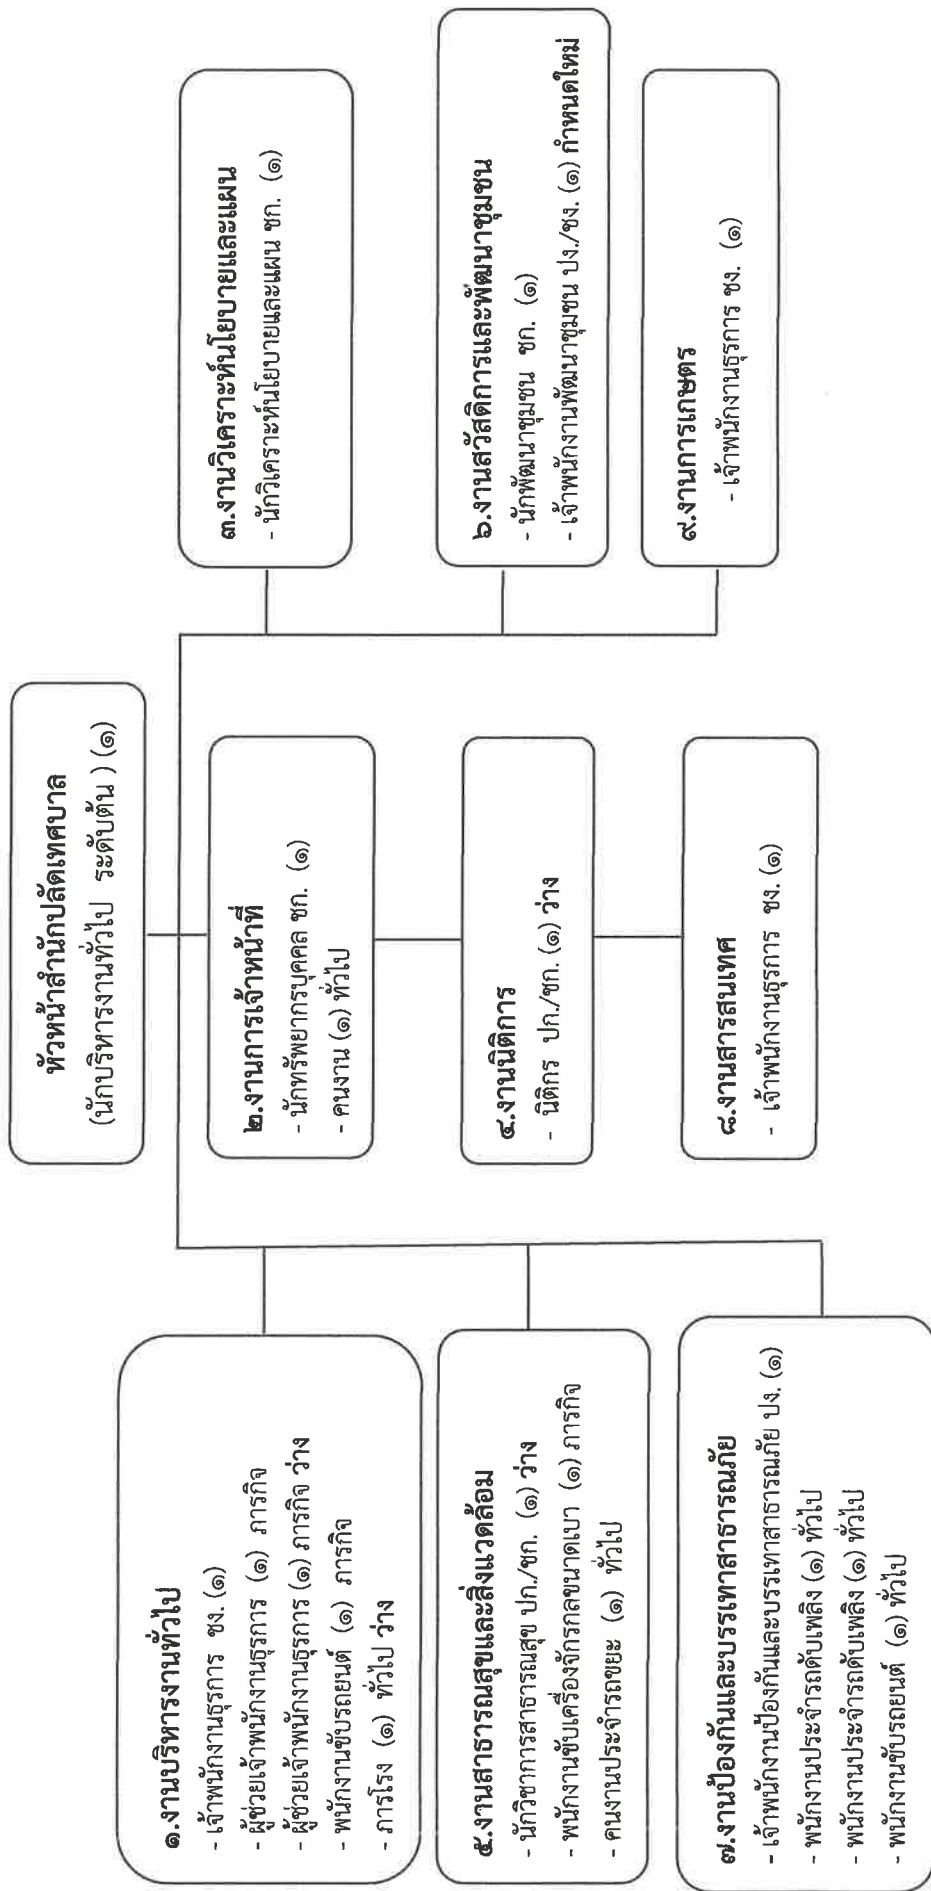 หัวหน้าสำนักปลัดเทศบาล
(นักบริหารงานทั่วไป ระดับต้น ) (๑)
๑.งานบริหารงานทั่วไป
- เจ้าพนักงานธุรการ ชง. (๑)
- ผู้ช่วยเจ้าพนักงานธุรการ (๑) ภารกิจ
- ผู้ช่วยเจ้าพนักงานธุรการ (๑) ภารกิจ ว่าง
- พนักงานขับรถยนต์ (๑) ภารกิจ
- ภารโรง (๑) ทั่วไป ว่าง
๒.งานการเจ้าหน้าที่
- นักทรัพยากรบุคคล ชก. (๑)
- คนงาน (๑) ทั่วไป
๓.งานวิเคราะห์นโยบายและแผน
- นักวิเคราะห์นโยบายและแผน ชก. (๑)
๕.งานสาธารณสุขและสิ่งแวดล้อม
- นักวิชาการสาธารณสุข ปก./ชก. (๑) ว่าง
- พนักงานขับเครื่องจักรกลขนาดเบา (๑) ภารกิจ
- คนงานประจำรถขยะ (๑) ทั่วไป
๔.งานนิติการ
- นิติกร ปก./ชก. (๑) ว่าง
๖.งานสวัสดิการและพัฒนาชุมชน
- นักพัฒนาชุมชน ชก. (๑)
- เจ้าพนักงานพัฒนาชุมชน ปง./ชง. (๑) กำหนดใหม่
๗.งานป้องกันและบรรเทาสาธารณภัย
- เจ้าพนักงานป้องกันและบรรเทาสาธารณภัย ปง. (๑)
- พนักงานประจำรถดับเพลิง (๑) ทั่วไป
- พนักงานประจำรถดับเพลิง (๑) ทั่วไป
- พนักงานขับรถยนต์ (๑) ทั่วไป
๘.งานสารสนเทศ
- เจ้าพนักงานธุรการ ชง. (๑)
๙.งานการเกษตร
- เจ้าพนักงานธุรการ ชง. (๑)